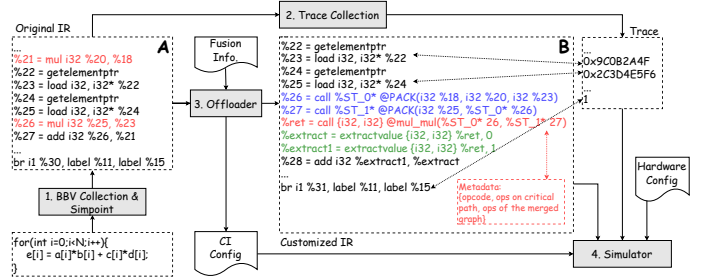 2. Trace Collection
Original IR
Trace
...
%21 = mul i32 %20, %18
%22 = getelementptr
%23 = load i32, i32* %22
%24 = getelementptr
%25 = load i32, i32* %24
%26 = mul i32 %25, %23
%27 = add i32 %26, %21
...
br i1 %30, label %11, label %15
A
Fusion
Info.
3. Offloader
B
%22 = getelementptr
%23 = load i32, i32* %22
%24 = getelementptr
%25 = load i32, i32* %24
%26 = call %ST_0* @PACK(i32 %18, i32 %20, i32 %23)
%27 = call %ST_1* @PACK(i32 %25, %ST_0* %26)
%ret = call {i32, i32} @mul_mul(%ST_0* 26, %ST_1* 27)
%extract = extractvalue {i32, i32} %ret, 0
%extract1 = extractvalue {i32, i32} %ret, 1
%28 = add i32 %extract1, %extract
...
br i1 %31, label %11, label %15
...
0x9C0B2A4F
0x2C3D4E5F6
...
1
Metadata:
{opcode, ops on critical
path, ops of the merged
graph}
Hardware
Config
1. BBV Collection &
Simpoint
for(int i=0;i<N;i++){
e[i] = a[i]*b[i] + c[i]*d[i];
}
CI
Config
Customized IR
4. Simulator